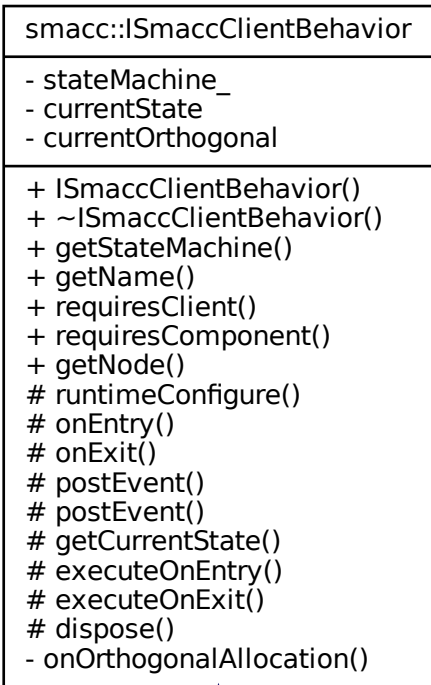 smacc::ISmaccClientBehavior
- stateMachine_
- currentState
- currentOrthogonal
+ ISmaccClientBehavior()
+ ~ISmaccClientBehavior()
+ getStateMachine()
+ getName()
+ requiresClient()
+ requiresComponent()
+ getNode()
# runtimeConfigure()
# onEntry()
# onExit()
# postEvent()
# postEvent()
# getCurrentState()
# executeOnEntry()
# executeOnExit()
# dispose()
- onOrthogonalAllocation()